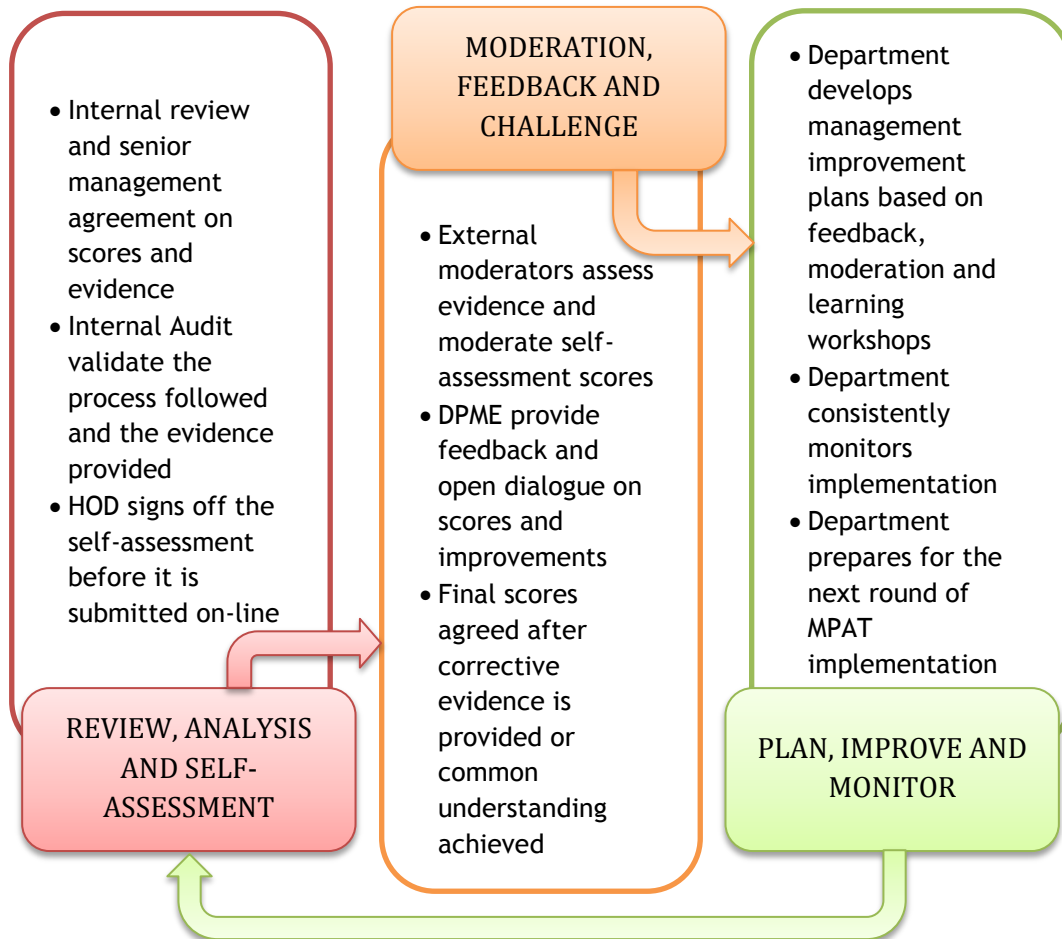 • Internal review
and senior
management
agreement on
scores and
evidence
• Internal Audit
validate the
process followed
and the evidence
provided
• HOD signs off the
self-assessment
before it is
submitted on-line
REVIEW, ANALYSIS
AND SELF-
ASSESSMENT
MODERATION,
FEEDBACK AND
CHALLENGE
• External
moderators assess
evidence and
moderate self-
assessment scores
• DPME provide
feedback and
open dialogue on
scores and
improvements
• Final scores
agreed after
corrective
evidence is
provided or
common
understanding
achieved
• Department
develops
management
improvement
plans based on
feedback,
moderation and
learning
workshops
• Department
consistently
monitors
implementation
• Department
prepares for the
next round of
MPAT
implementation
PLAN, IMPROVE AND
MONITOR